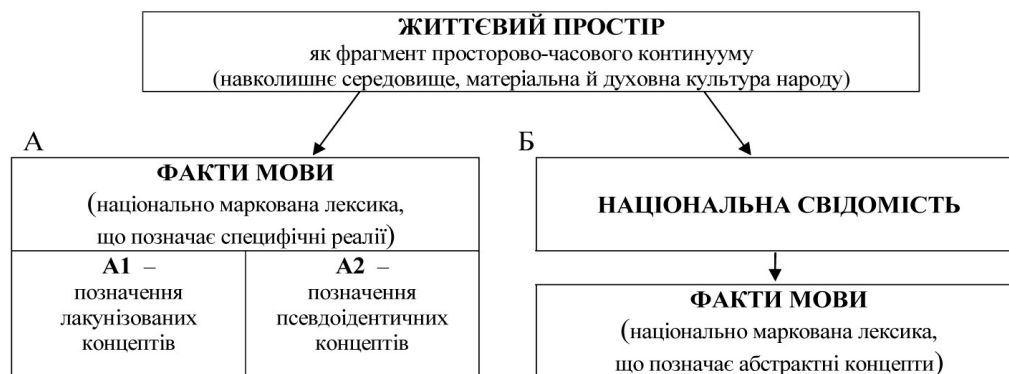 ЖИТТЄВИЙ ПРОСТІР
як фрагмент просторово-часового континууму
(навколишнє середовище, матеріальна й духовна культура народу)
А
ФАКТИ МОВИ
(національно маркована лексика,
що позначає специфічні реалії)
А1 –
позначення
лакунізованих
концептів
А2 –
позначення
псевдоідентичних
концептів
Б
НАЦІОНАЛЬНА СВІДОМІСТЬ
ФАКТИ МОВИ
(національно маркована лексика,
що позначає абстрактні концепти)